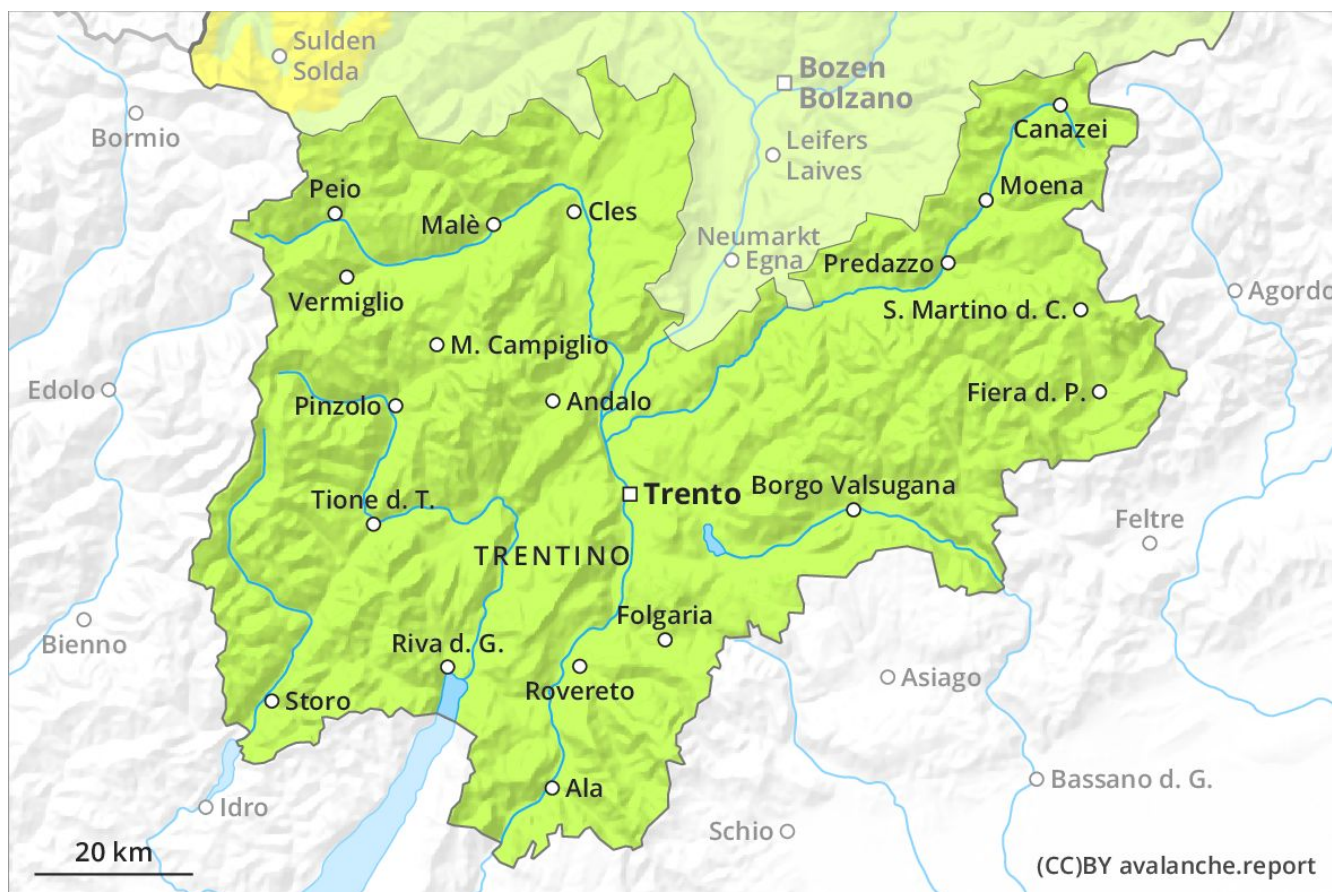 Sulden
Solda
Bozen
Bolzano
Bormio
Canazei
Leifers
Laives
Peio
Moena
Malè
Cles
Neumarkt
Egna
Predazzo
Vermiglio
S. Martino d. C.
Agordo
M. Campiglio
Edolo
Pinzolo
Andalo
Fiera d. P.
Tione d. T.
Trento
Borgo Valsugana
Feltre
TRENTINO
Folgaria
Bienno
Riva d. G.
Rovereto
Asiago
Storo
Ala
Bassano d. G.
Idro
Schio
20 km
(CC)BY avalanche.report